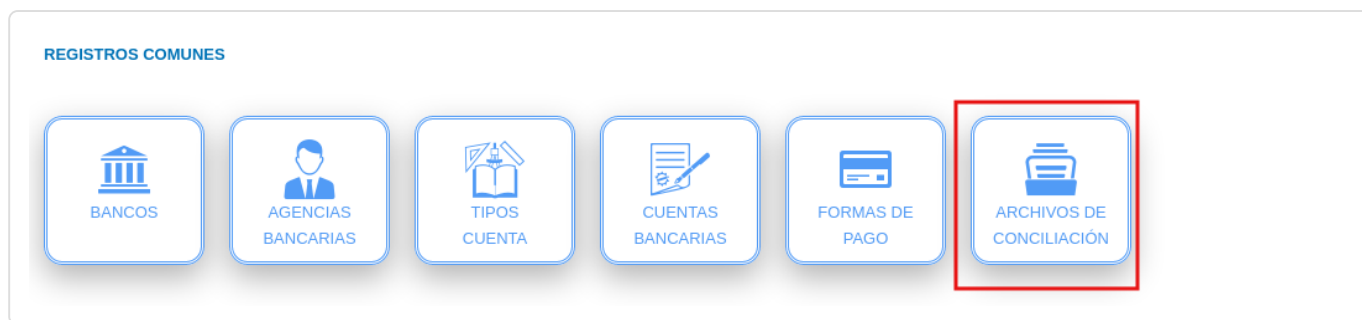 REGISTROS COMUNES
BANCOS
AGENCIAS
BANCARIAS
TIPOS
CUENTA
CUENTAS
BANCARIAS
FORMAS DE
PAGO
ARCHIVOS DE
CONCILIACIÓN